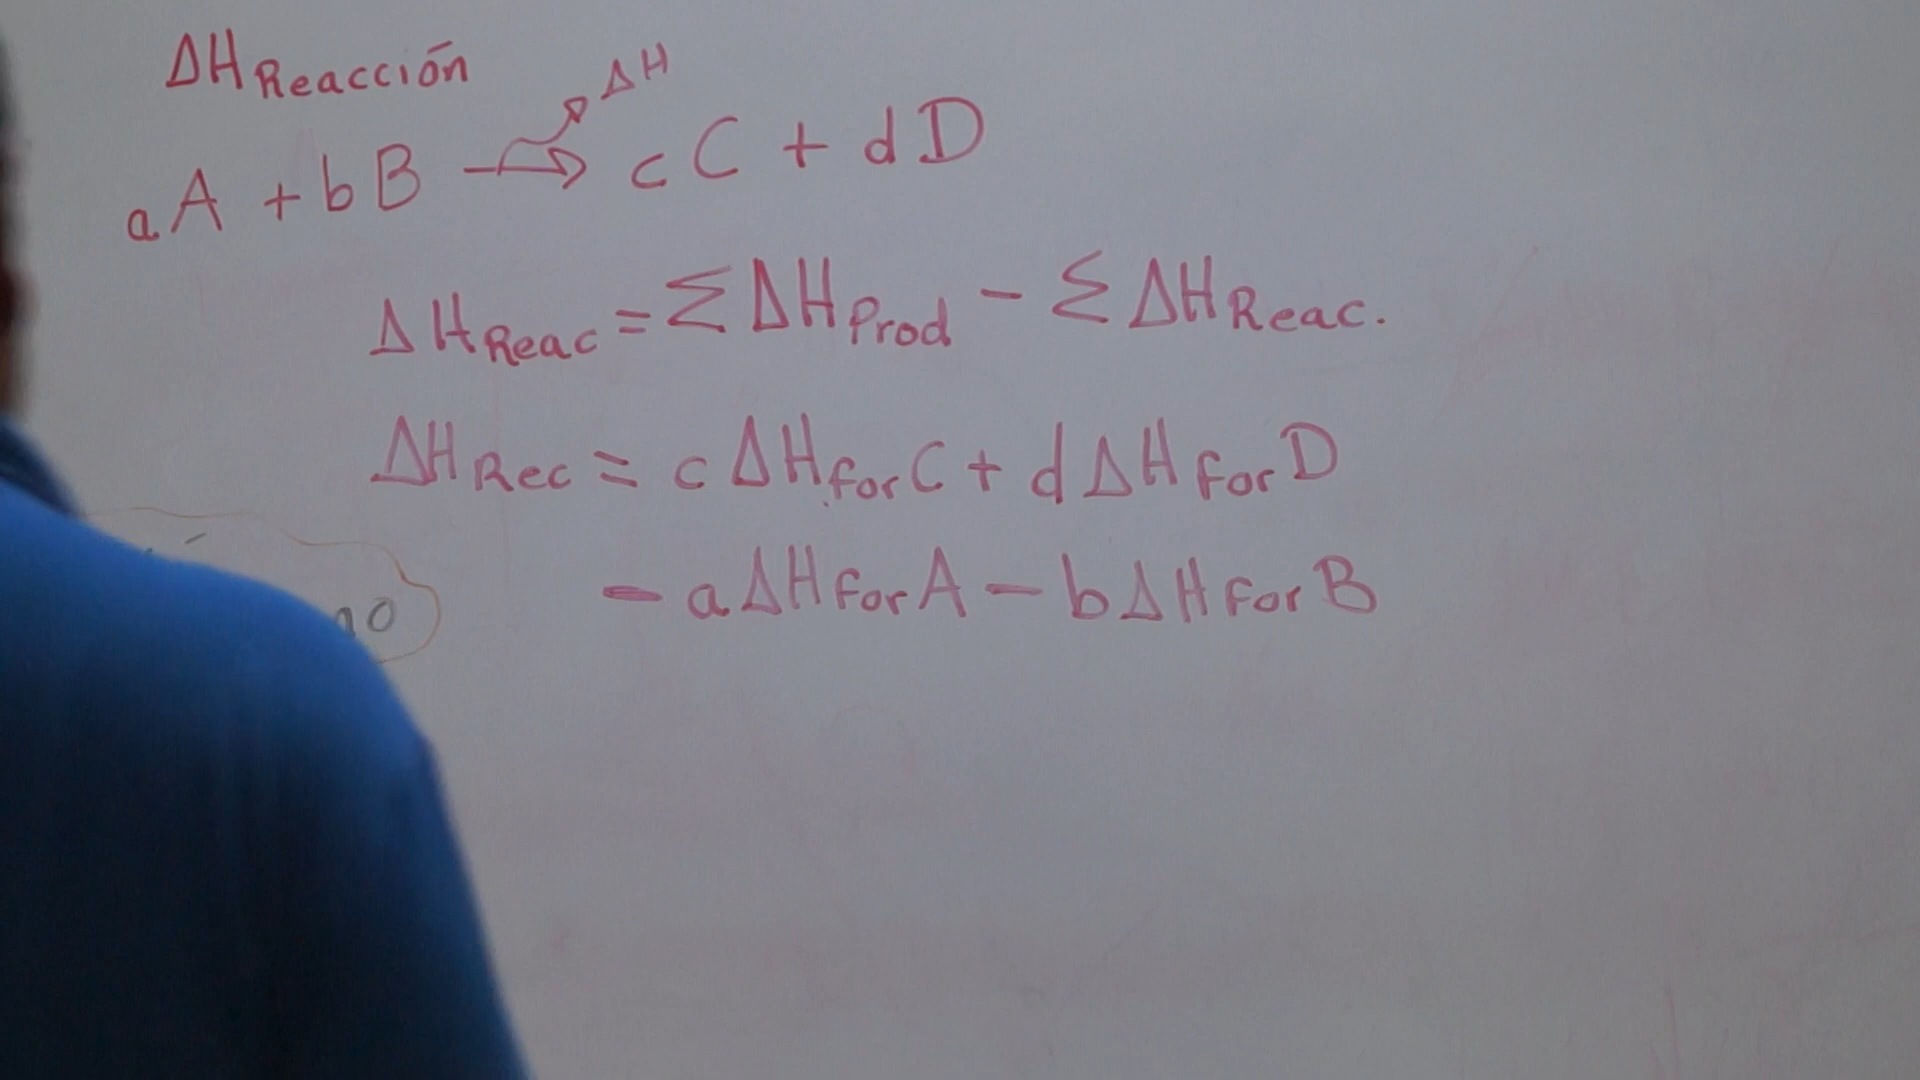 ΔH Reacción
ΔH
aA + bB → cC + dD
ΔH Reac = Σ ΔH Prod - Σ ΔH Reac.
ΔH Rec = c ΔH for C + d ΔH for D
- a ΔH for A - b ΔH for B